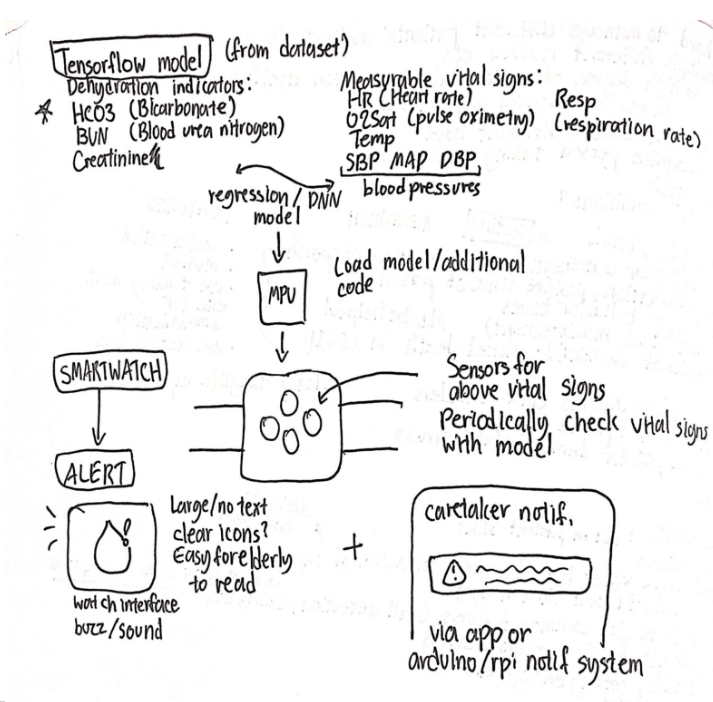 Tensorflow model (from dataset)
Dehydration indicators:
HCO3 (Bicarbonate)
BUN (Blood urea nitrogen)
Creatinine
Measurable vital signs:
HR (Heart rate)
O2Sat (pulse oximetry)
Temp
SBP MAP DBP
blood pressures
Resp
(respiration rate)
regression/DNN
model
MPU
Load model/additional
code
SMARTWATCH
Sensors for
above vital signs
Periodically check vital signs
with model
ALERT
Large/no text
clear icons?
Easy for elderly
to read
watch interface
buzz/sound
+
caretaker notif.
via app or
arduino/rpi notif system